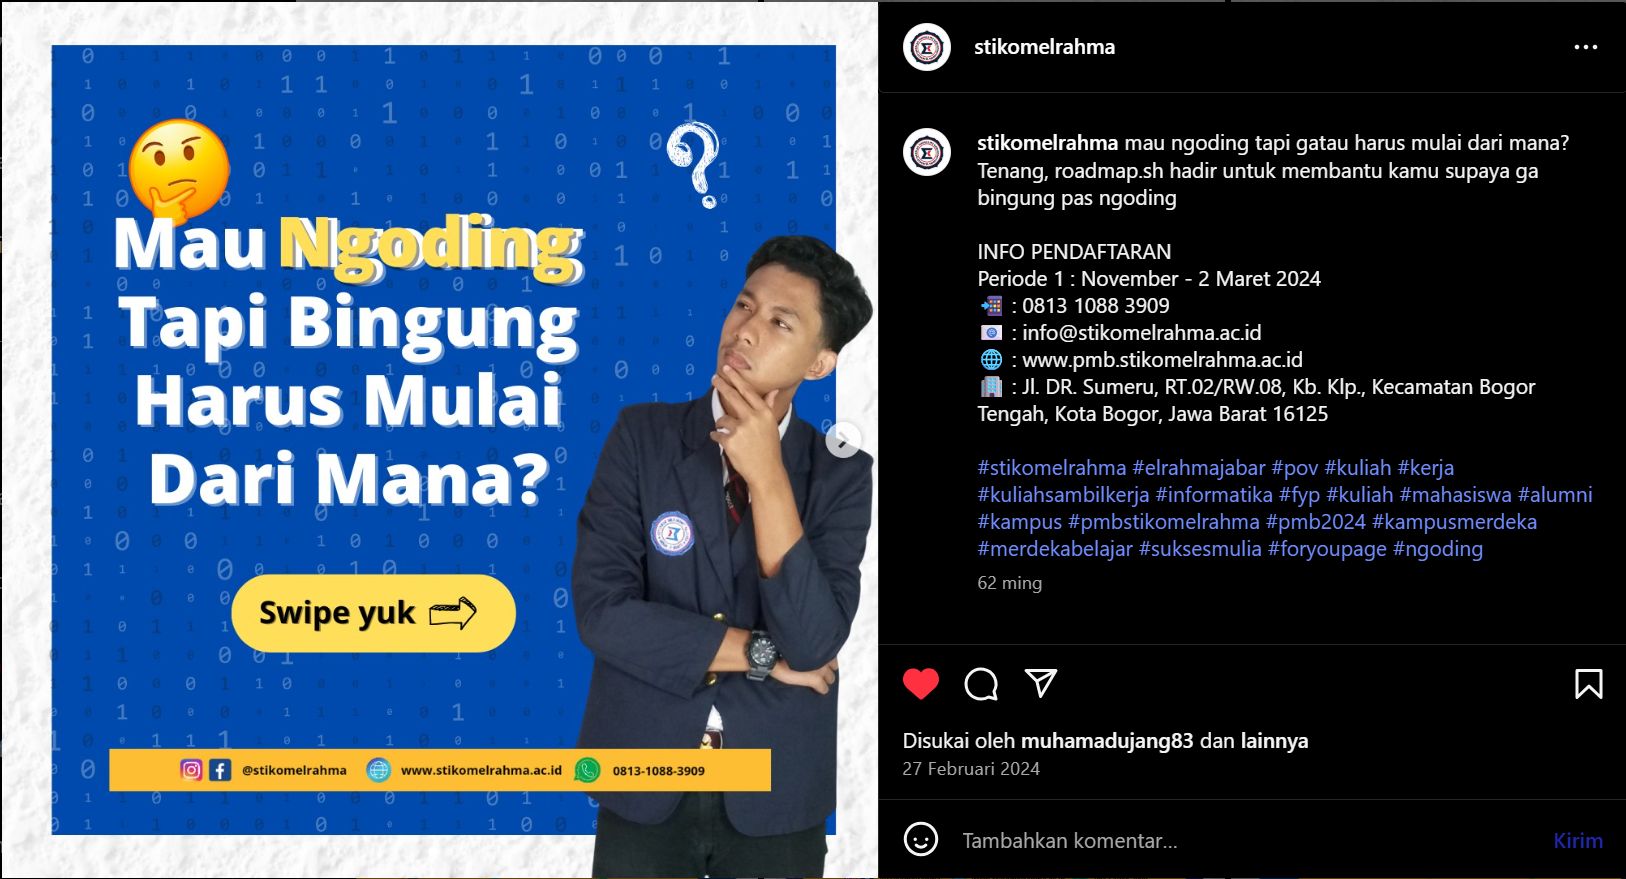 Mau Ngoding
Tapi Bingung
Harus Mulai
Dari Mana?
Swipe yuk
@stikomelrahma
www.stikomelrahma.ac.id
0813-1088-3909
stikomelrahma
stikomelrahma mau ngoding tapi gatau harus mulai dari mana?
Tenang, roadmap.sh hadir untuk membantu kamu supaya ga
bingung pas ngoding
INFO PENDAFTARAN
Periode 1 : November - 2 Maret 2024
📲 : 0813 1088 3909
📧 : info@stikomelrahma.ac.id
🌐 : www.pmb.stikomelrahma.ac.id
🏢 : Jl. DR. Sumeru, RT.02/RW.08, Kb. Klp., Kecamatan Bogor
Tengah, Kota Bogor, Jawa Barat 16125
#stikomelrahma #elrahmajabar #pov #kuliah #kerja
#kuliahsambilkerja #informatika #fyp #kuliah #mahasiswa #alumni
#kampus #pmbstikomelrahma #pmb2024 #kampusmerdeka
#merdekabelajar #suksesmulia #foryoupage #ngoding
62 ming
Disukai oleh muhamadujang83 dan lainnya
27 Februari 2024
Tambahkan komentar...
Kirim